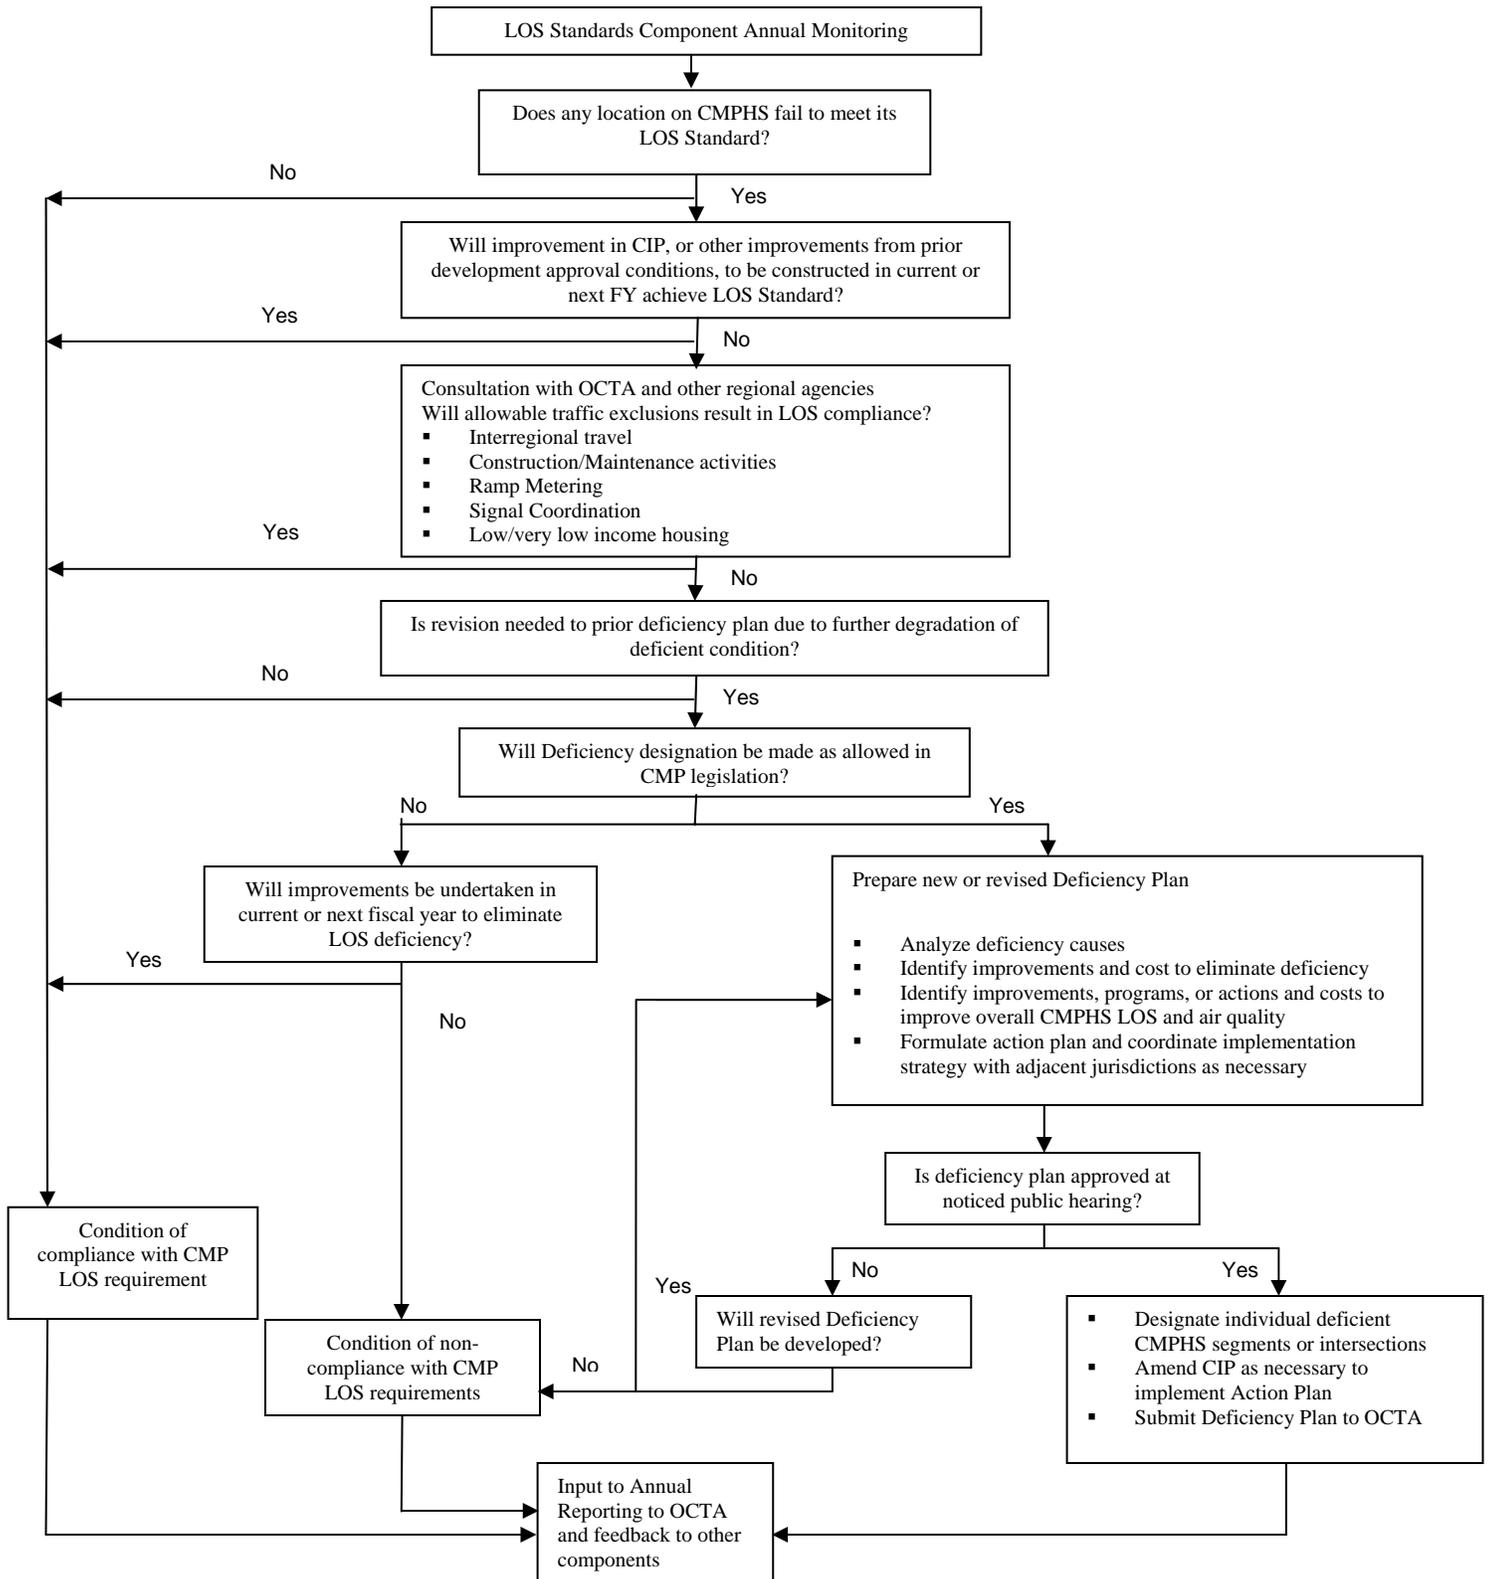 LOS Standards Component Annual Monitoring
Does any location on CMPHS fail to meet its
LOS Standard?
No
Yes
Will improvement in CIP, or other improvements from prior
development approval conditions, to be constructed in current or
next FY achieve LOS Standard?
Yes
No
Consultation with OCTA and other regional agencies
Will allowable traffic exclusions result in LOS compliance?
▪ Interregional travel
▪ Construction/Maintenance activities
▪ Ramp Metering
▪ Signal Coordination
▪ Low/very low income housing
Yes
No
Is revision needed to prior deficiency plan due to further degradation of
deficient condition?
No
Yes
Will Deficiency designation be made as allowed in
CMP legislation?
No
Yes
Will improvements be undertaken in
current or next fiscal year to eliminate
LOS deficiency?
Yes
No
Prepare new or revised Deficiency Plan
▪ Analyze deficiency causes
▪ Identify improvements and cost to eliminate deficiency
▪ Identify improvements, programs, or actions and costs to
improve overall CMPHS LOS and air quality
▪ Formulate action plan and coordinate implementation
strategy with adjacent jurisdictions as necessary
Is deficiency plan approved at
noticed public hearing?
No
Yes
Yes
Will revised Deficiency
Plan be developed?
No
▪ Designate individual deficient
CMPHS segments or intersections
▪ Amend CIP as necessary to
implement Action Plan
▪ Submit Deficiency Plan to OCTA
Condition of
compliance with CMP
LOS requirement
Condition of non-
compliance with CMP
LOS requirements
Input to Annual
Reporting to OCTA
and feedback to other
components